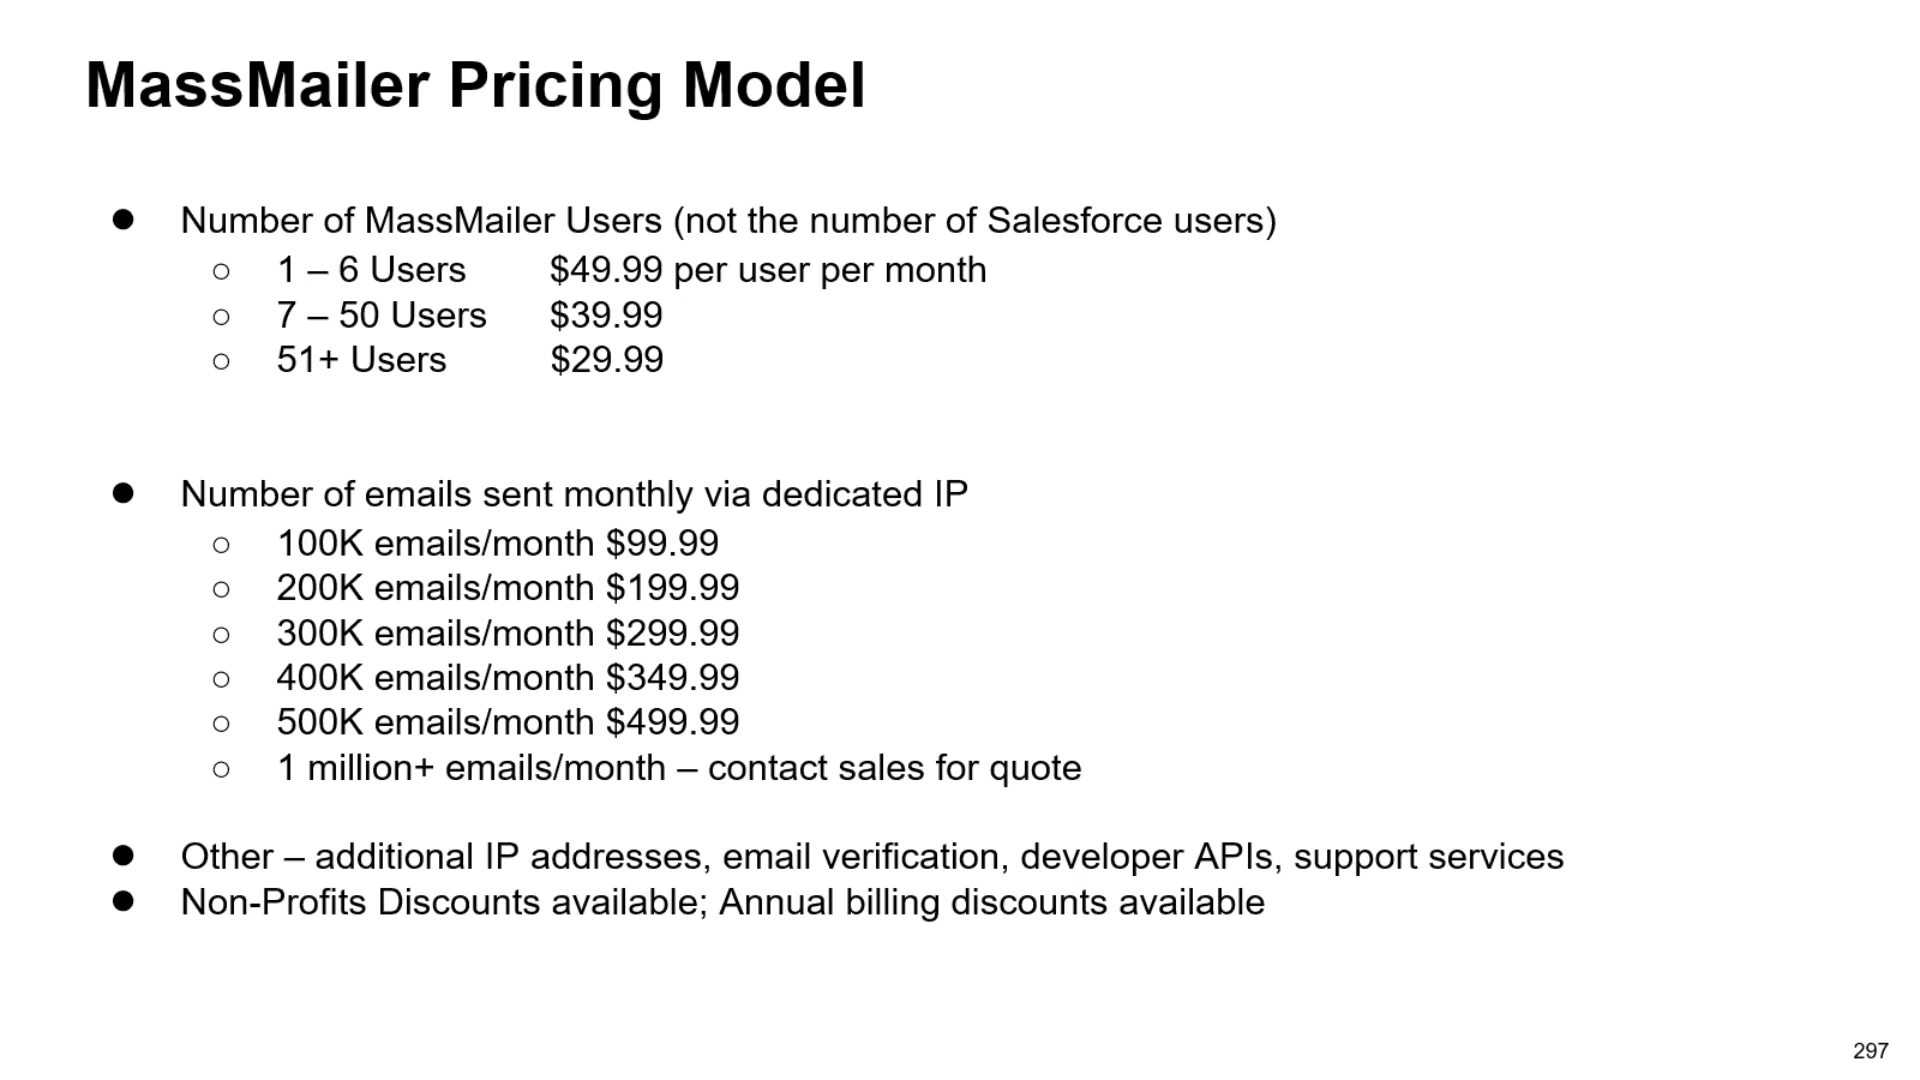 MassMailer Pricing Model
● Number of MassMailer Users (not the number of Salesforce users)
○ 1 – 6 Users $49.99 per user per month
○ 7 – 50 Users $39.99
○ 51+ Users $29.99
● Number of emails sent monthly via dedicated IP
○ 100K emails/month $99.99
○ 200K emails/month $199.99
○ 300K emails/month $299.99
○ 400K emails/month $349.99
○ 500K emails/month $499.99
○ 1 million+ emails/month – contact sales for quote
● Other – additional IP addresses, email verification, developer APIs, support services
● Non-Profits Discounts available; Annual billing discounts available
297